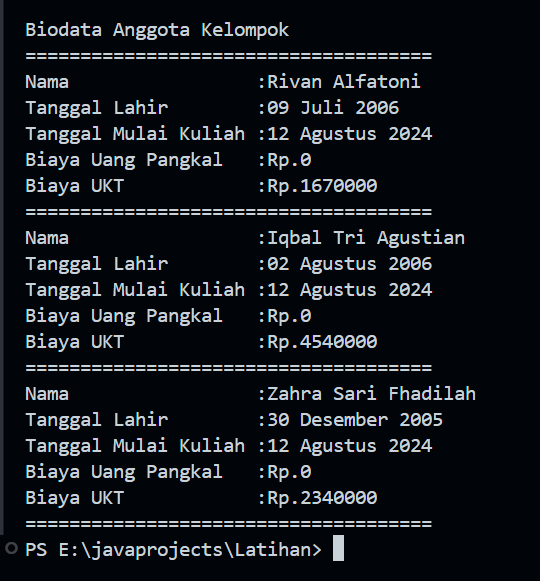 Biodata Anggota Kelompok
=====================================
Nama                 :Rivan Alfatoni
Tanggal Lahir        :09 Juli 2006
Tanggal Mulai Kuliah :12 Agustus 2024
Biaya Uang Pangkal   :Rp.0
Biaya UKT            :Rp.1670000
=====================================
Nama                 :Iqbal Tri Agustian
Tanggal Lahir        :02 Agustus 2006
Tanggal Mulai Kuliah :12 Agustus 2024
Biaya Uang Pangkal   :Rp.0
Biaya UKT            :Rp.4540000
=====================================
Nama                 :Zahra Sari Fhadilah
Tanggal Lahir        :30 Desember 2005
Tanggal Mulai Kuliah :12 Agustus 2024
Biaya Uang Pangkal   :Rp.0
Biaya UKT            :Rp.2340000
=====================================
PS E:\javaprojects\Latihan>